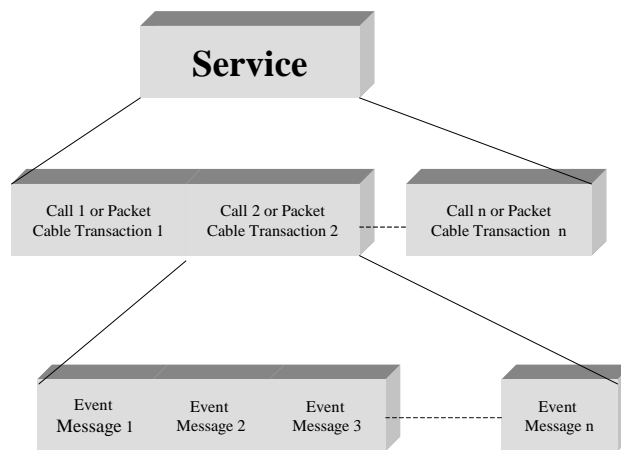 Service
Call 1 or Packet
Cable Transaction 1
Call 2 or Packet
Cable Transaction 2
Call n or Packet
Cable Transaction n
Event
Message 1
Event
Message 2
Event
Message 3
Event
Message n